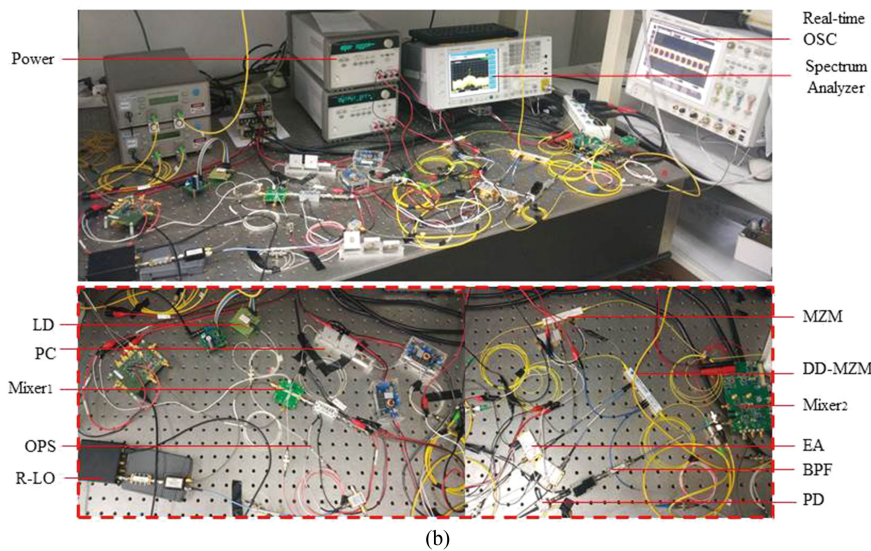 Real-time
OSC
Power
Spectrum
Analyzer
LD
MZM
PC
DD-MZM
Mixer1
Mixer2
OPS
EA
R-LO
BPF
PD
(b)